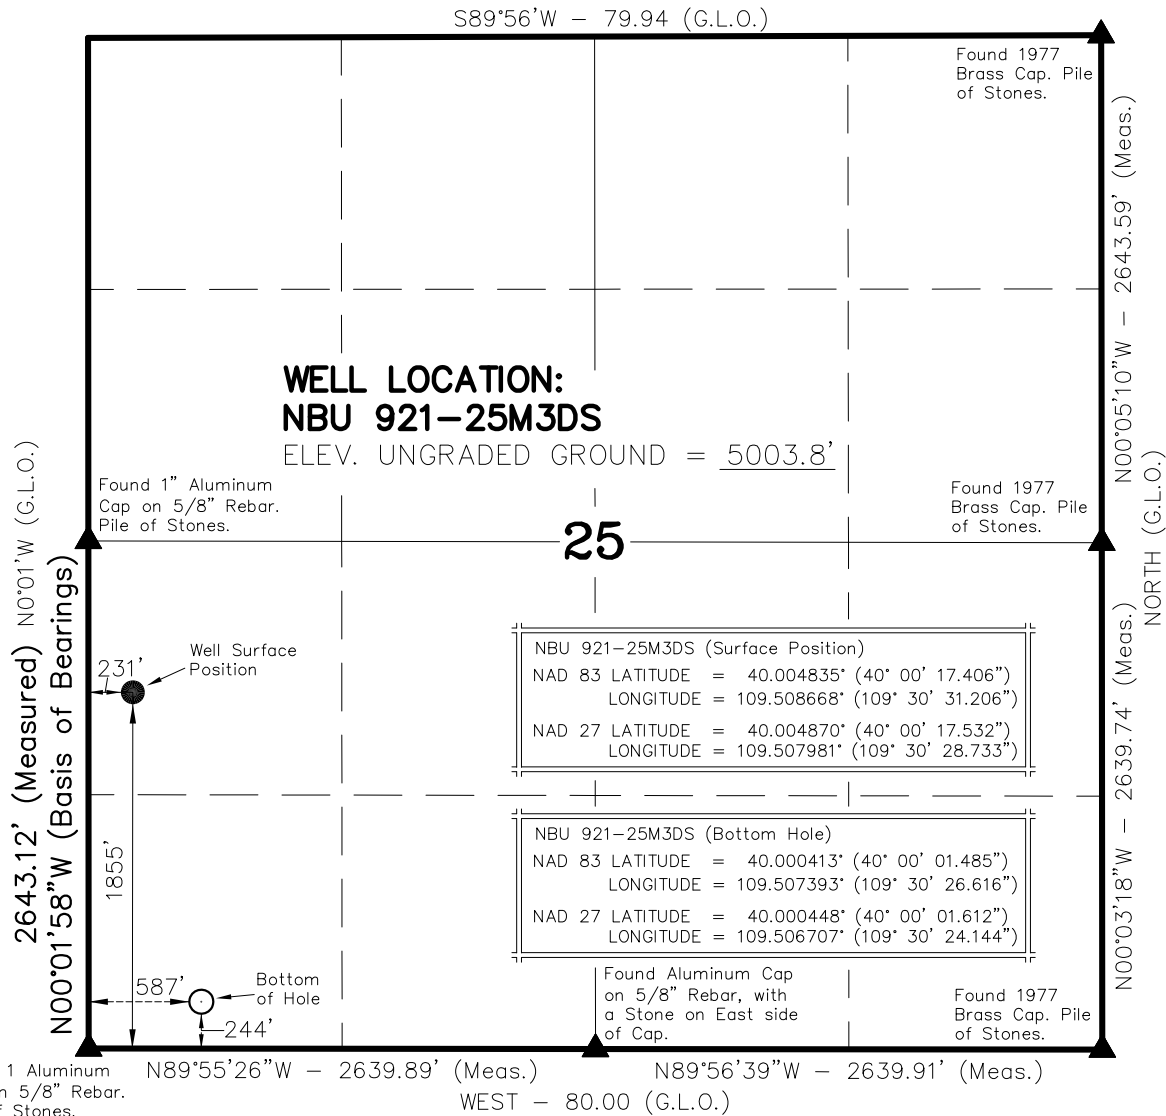 S89°56'W – 79.94 (G.L.O.)
Found 1977
Brass Cap. Pile
of Stones.
N00°05'10"W – 2643.59' (Meas.)
WELL LOCATION:
NBU 921–25M3DS
ELEV. UNGRADED GROUND = 5003.8'
Found 1" Aluminum
Cap on 5/8" Rebar.
Pile of Stones.
Found 1977
Brass Cap. Pile
of Stones.
N0°01'W (G.L.O.)
NORTH (G.L.O.)
25
2643.12' (Measured)
N00°01'58"W (Basis of Bearings)
Well Surface
Position
231'
1855'
NBU 921–25M3DS (Surface Position)
NAD 83 LATITUDE = 40.004835° (40° 00' 17.406")
LONGITUDE = 109.508668° (109° 30' 31.206")
NAD 27 LATITUDE = 40.004870° (40° 00' 17.532")
LONGITUDE = 109.507981° (109° 30' 28.733")
N00°03'18"W – 2639.74' (Meas.)
NBU 921–25M3DS (Bottom Hole)
NAD 83 LATITUDE = 40.000413° (40° 00' 01.485")
LONGITUDE = 109.507393° (109° 30' 26.616")
NAD 27 LATITUDE = 40.000448° (40° 00' 01.612")
LONGITUDE = 109.506707° (109° 30' 24.144")
587'
Bottom
of Hole
244'
Found Aluminum Cap
on 5/8" Rebar, with
a Stone on East side
of Cap.
Found 1977
Brass Cap. Pile
of Stones.
1 Aluminum
5/8" Rebar.
Stones.
N89°55'26"W – 2639.89' (Meas.)
N89°56'39"W – 2639.91' (Meas.)
WEST – 80.00 (G.L.O.)